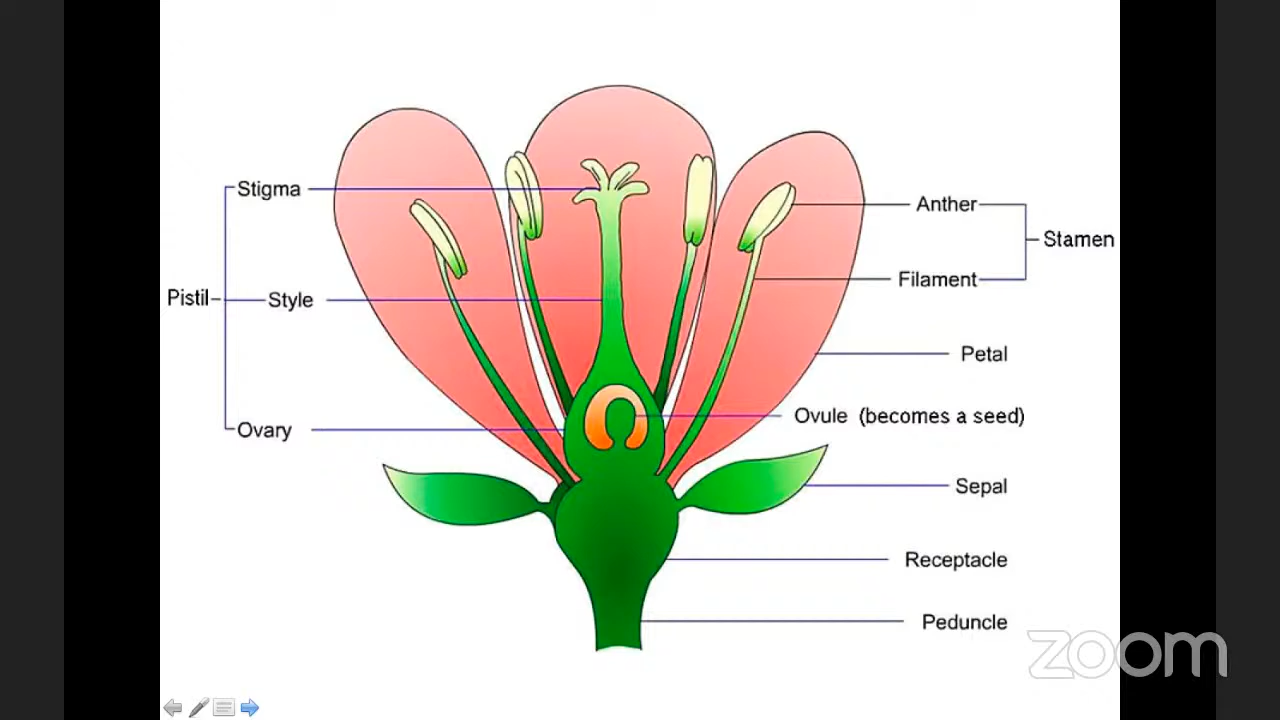 Stigma
Anther
Stamen
Filament
Pistil
Style
Petal
Ovule (becomes a seed)
Ovary
Sepal
Receptacle
Peduncle
zoom